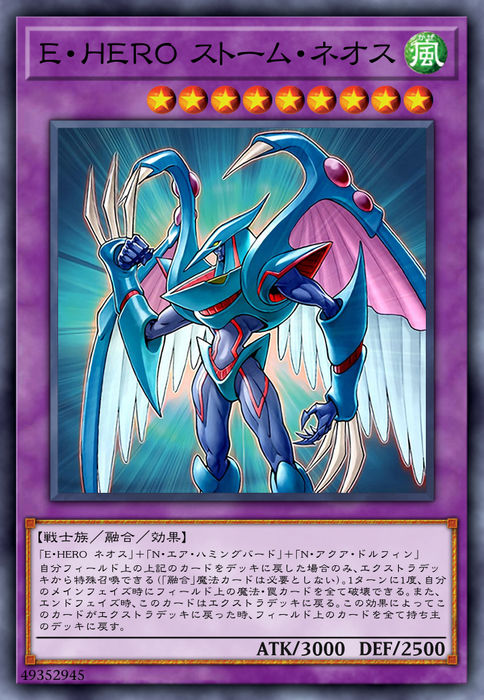 E・HERO ストーム・ネオス
かぜ
風
【戦士族/融合/効果】
「E・HERO ネオス」+「N・エア・ハミングバード」+「N・アクア・ドルフィン」
自分フィールド上の上記のカードをデッキに戻した場合のみ、エクストラデッ
キから特殊召喚できる(「融合」魔法カードは必要としない)。1ターンに1度、自分
のメインフェイズ時にフィールド上の魔法・罠カードを全て破壊できる。また、
エンドフェイズ時、このカードはエクストラデッキに戻る。この効果によってこ
のカードがエクストラデッキに戻った時、フィールド上のカードを全て持ち主
のデッキに戻す。
ATK/3000 DEF/2500
49352945